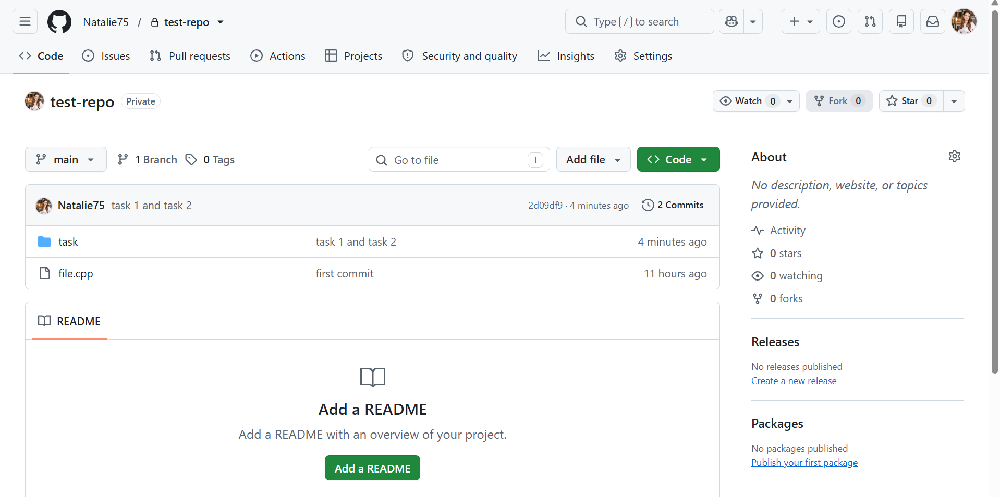 Natalie75 / test-repo
Type / to search
Code Issues Pull requests Actions Projects Security and quality Insights Settings
test-repo Private
Watch 0 Fork 0 Star 0
main 1 Branch 0 Tags
Go to file T Add file Code
Natalie75 task 1 and task 2 2d09df9 · 4 minutes ago 2 Commits
task task 1 and task 2 4 minutes ago
file.cpp first commit 11 hours ago
README
Add a README
Add a README with an overview of your project.
Add a README
About
No description, website, or topics
provided.
Activity
0 stars
0 watching
0 forks
Releases
No releases published
Create a new release
Packages
No packages published
Publish your first package